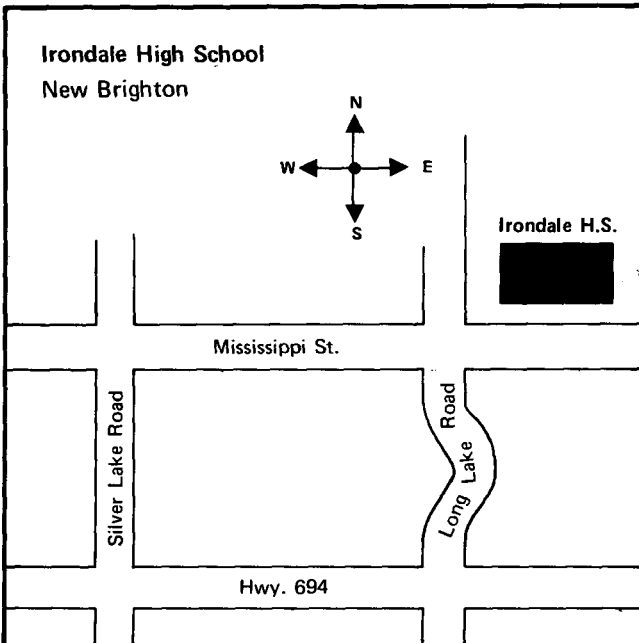 Irondale High School
New Brighton
N
W
E
S
Irondale H.S.
Mississippi St.
Silver Lake Road
Long Lake Road
Hwy. 694